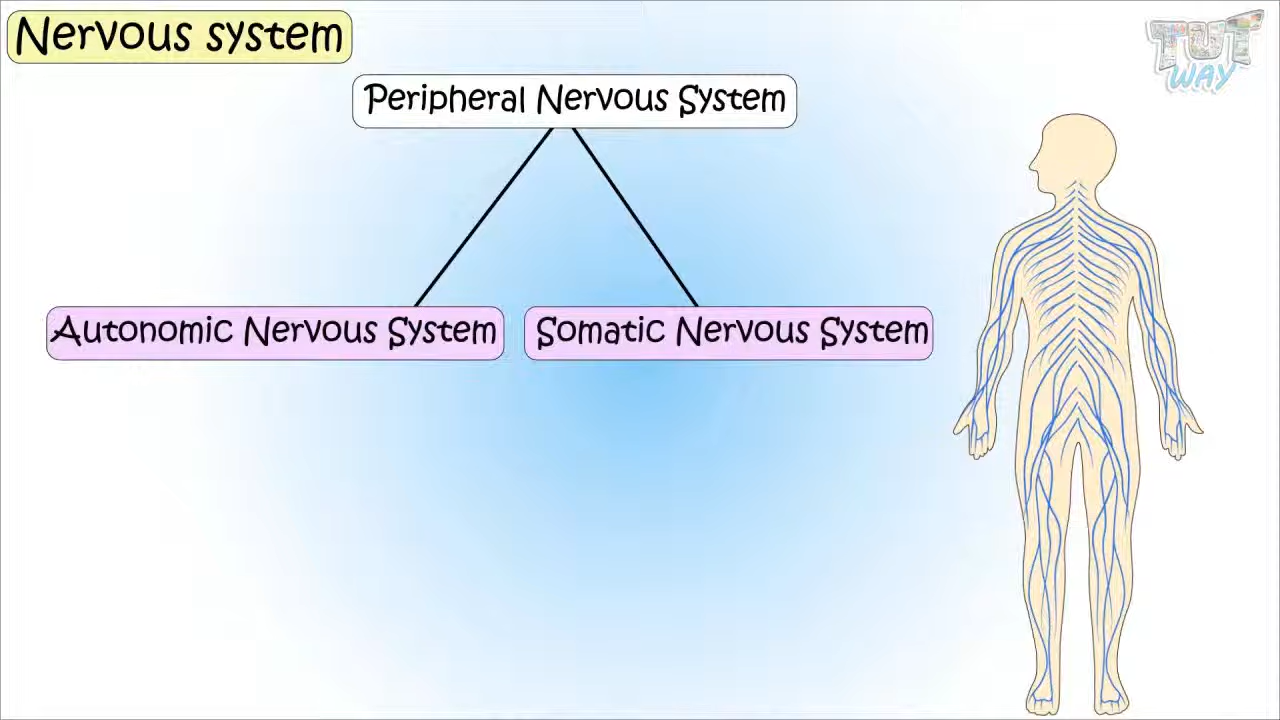 Nervous system
TUT
WAY
Peripheral Nervous System
Autonomic Nervous System
Somatic Nervous System